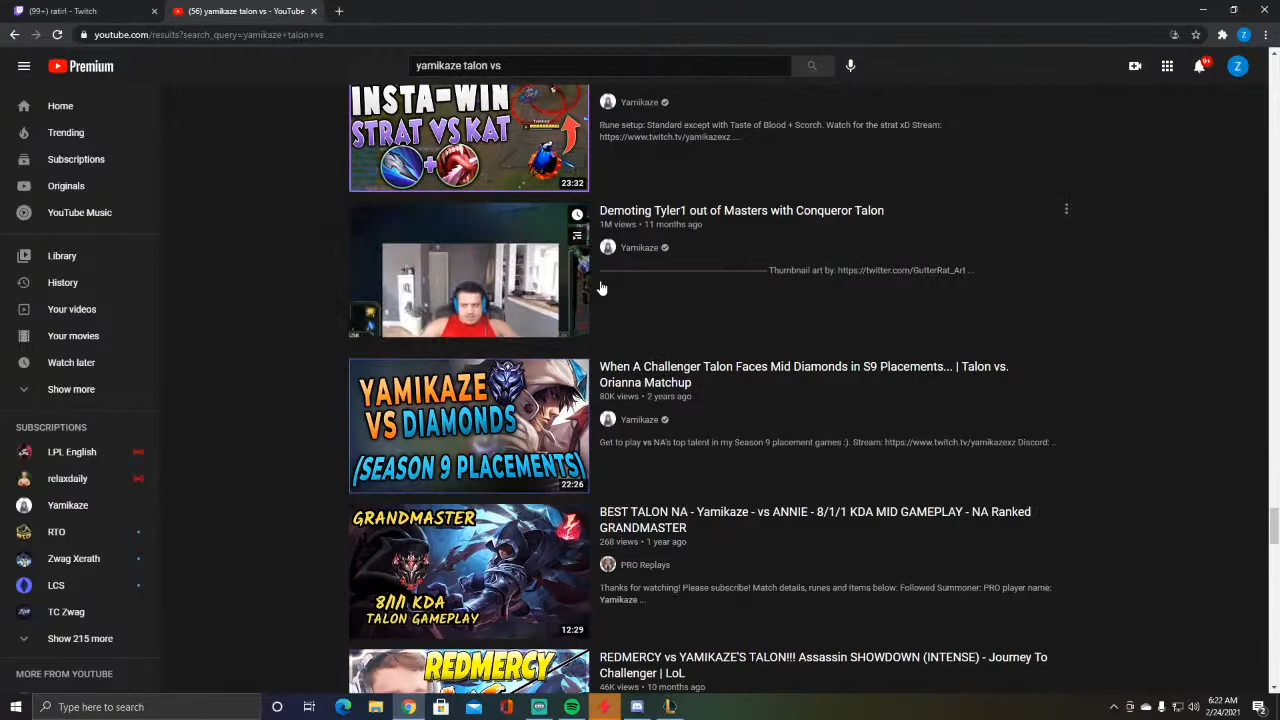 (99+) ratirl - Twitch
(56) yamikaze talon vs - YouTube
youtube.com/results?search_query=yamikaze+talon+vs
Z
Premium
yamikaze talon vs
9+
Z
Home
Trending
Subscriptions
Originals
YouTube Music
Library
History
Your videos
Your movies
Watch later
Show more
SUBSCRIPTIONS
LPL English
relaxdaily
Yamikaze
RTO
Zwag Xerath
LCS
TC Zwag
Show 215 more
MORE FROM YOUTUBE
INSTA-WIN
STRAT VS KAT
23:32
Yamikaze
Rune setup: Standard except with Taste of Blood + Scorch. Watch for the strat xD Stream:
https://www.twitch.tv/yamikazexz ...
Demoting Tyler1 out of Masters with Conqueror Talon
1M views • 11 months ago
Yamikaze
Thumbnail art by: https://twitter.com/GutterRat_Art ...
YAMIKAZE
VS DIAMONDS
(SEASON 9 PLACEMENTS)
22:26
When A Challenger Talon Faces Mid Diamonds in S9 Placements... | Talon vs.
Orianna Matchup
80K views • 2 years ago
Yamikaze
Get to play vs NA's top talent in my Season 9 placement games :). Stream: https://www.twitch.tv/yamikazexz Discord: ..
GRANDMASTER
8/1/1 KDA
TALON GAMEPLAY
12:29
BEST TALON NA - Yamikaze - vs ANNIE - 8/1/1 KDA MID GAMEPLAY - NA Ranked
GRANDMASTER
268 views • 1 year ago
PRO Replays
Thanks for watching! Please subscribe! Match details, runes and items below: Followed Summoner: PRO player name:
Yamikaze ...
REDMERCY
REDMERCY vs YAMIKAZE'S TALON!!! Assassin SHOWDOWN (INTENSE) - Journey To
Challenger | LoL
46K views • 10 months ago
Type here to search
6:22 AM
2/24/2021